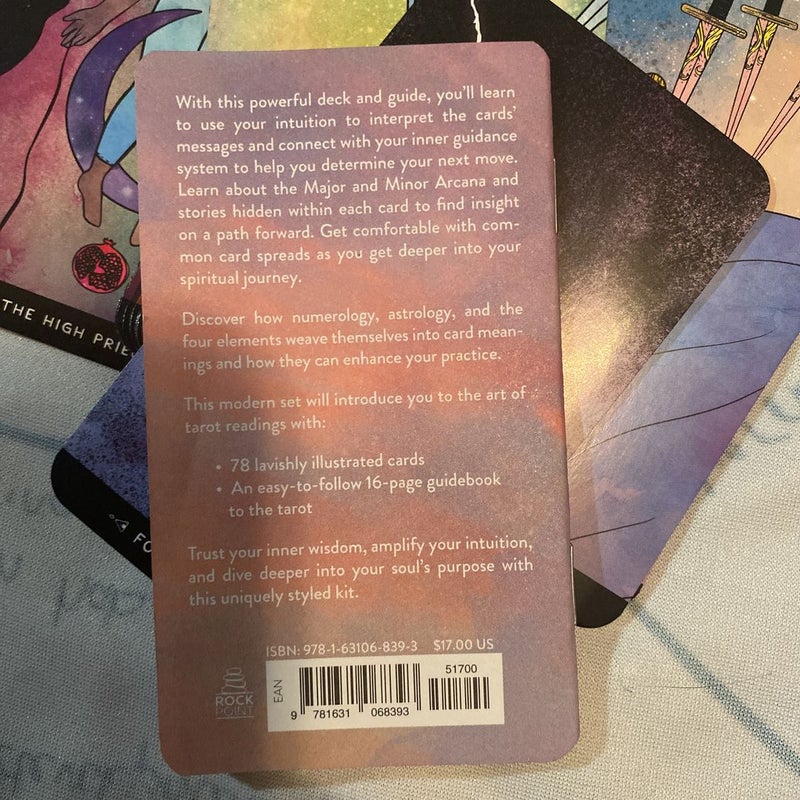 With this powerful deck and guide, you'll learn
to use your intuition to interpret the cards'
messages and connect with your inner guidance
system to help you determine your next move.
Learn about the Major and Minor Arcana and
stories hidden within each card to find insight
on a path forward. Get comfortable with com-
mon card spreads as you get deeper into your
spiritual journey.
Discover how numerology, astrology, and the
four elements weave themselves into card mean-
ings and how they can enhance your practice.
This modern set will introduce you to the art of
tarot readings with:
• 78 lavishly illustrated cards
• An easy-to-follow 16-page guidebook
to the tarot
Trust your inner wisdom, amplify your intuition,
and dive deeper into your soul's purpose with
this uniquely styled kit.
ISBN: 978-1-63106-839-3 $17.00 US
51700
EAN
9 781631 068393
ROCK
POINT
THE HIGH PRIE
FO